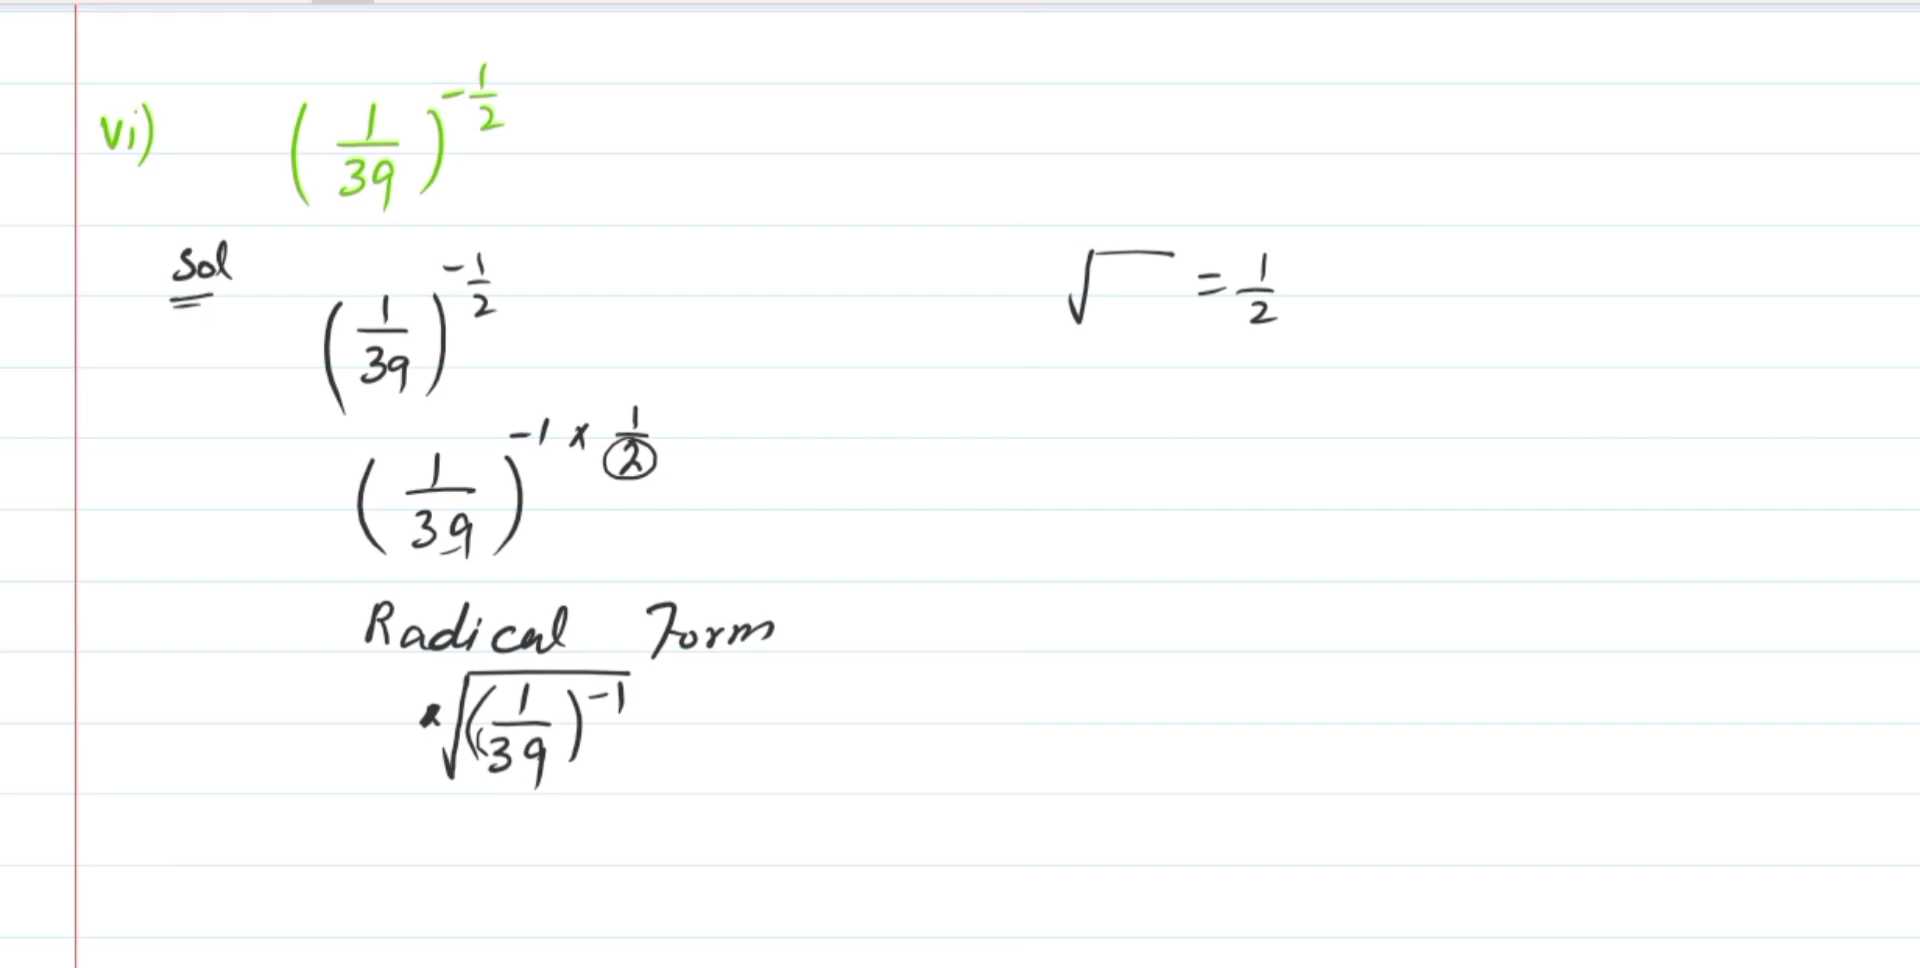 vi) (1/39)^(-1/2)
Sol
(1/39)^(-1/2)
√ = 1/2
(1/39)^(-1 × 1/2)
Radical Form
√((1/39)^(-1))